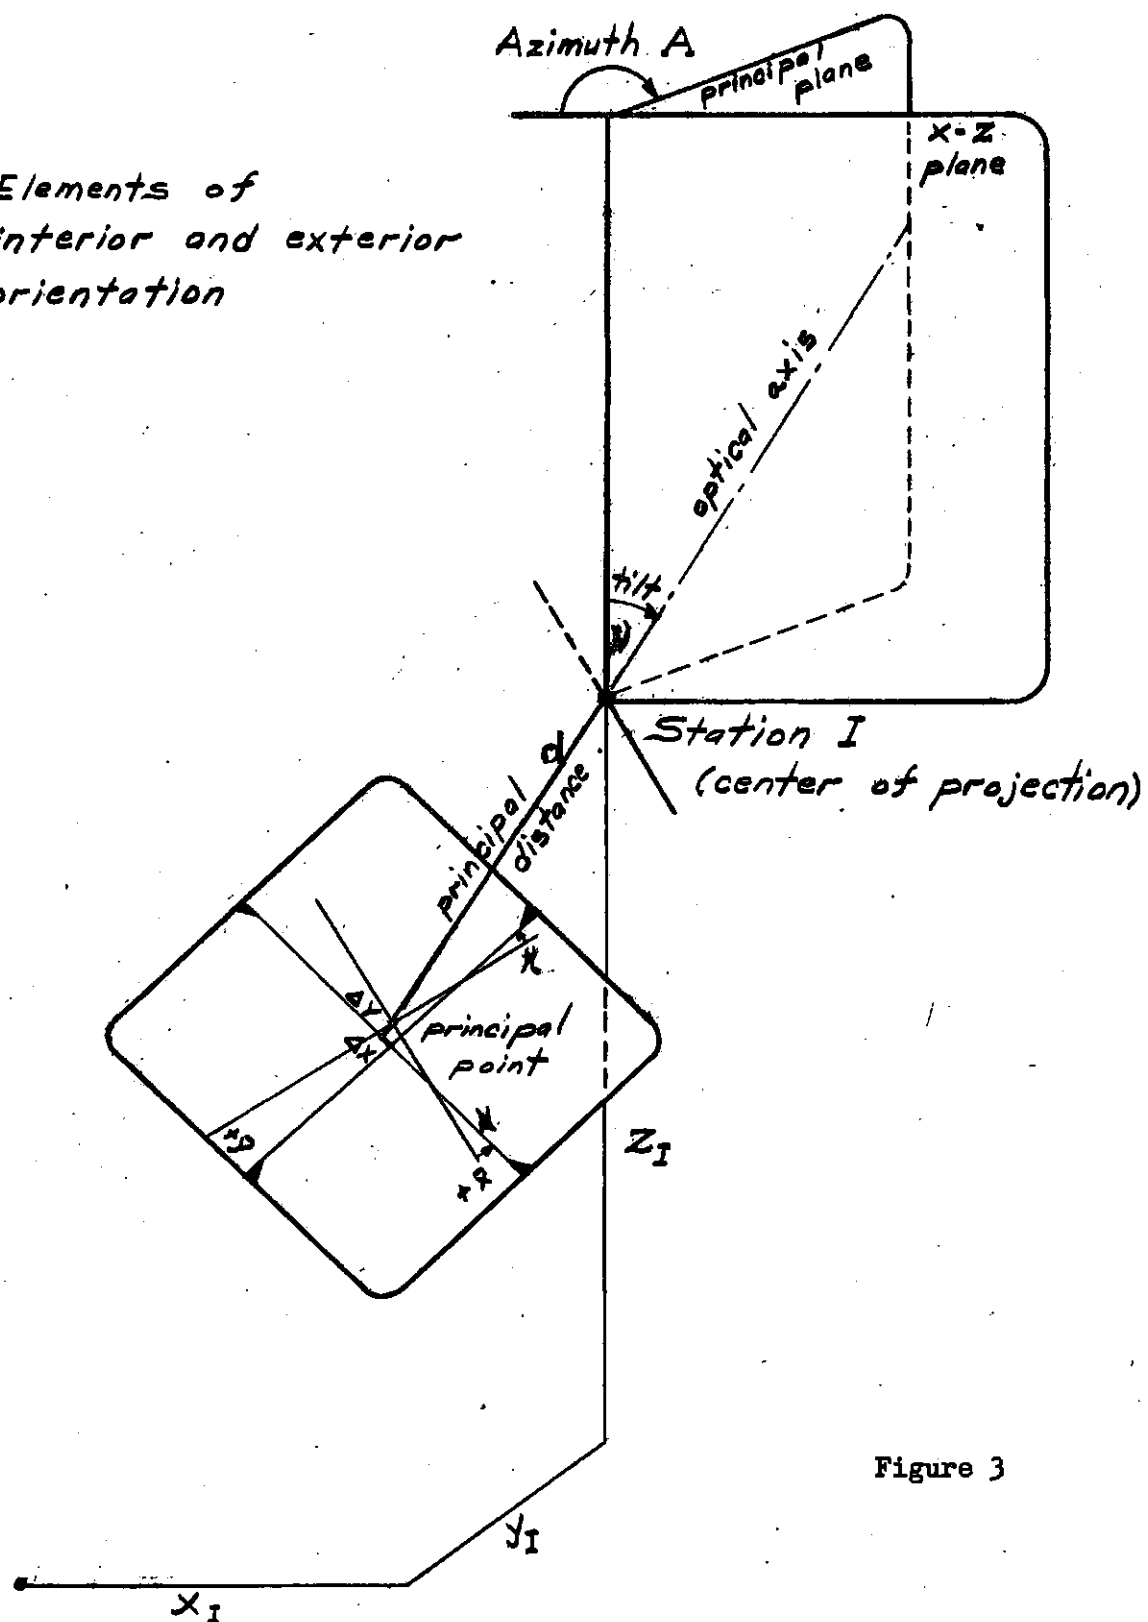 Azimuth A
principal
plane
x-z
plane
Elements of
interior and exterior
orientation
optical axis
tilt
Station I
(center of projection)
d
principal
distance
ϰ
ΔY
ΔX
principal
point
+y
ϰ
+x
Z_I
Figure 3
y_I
x_I